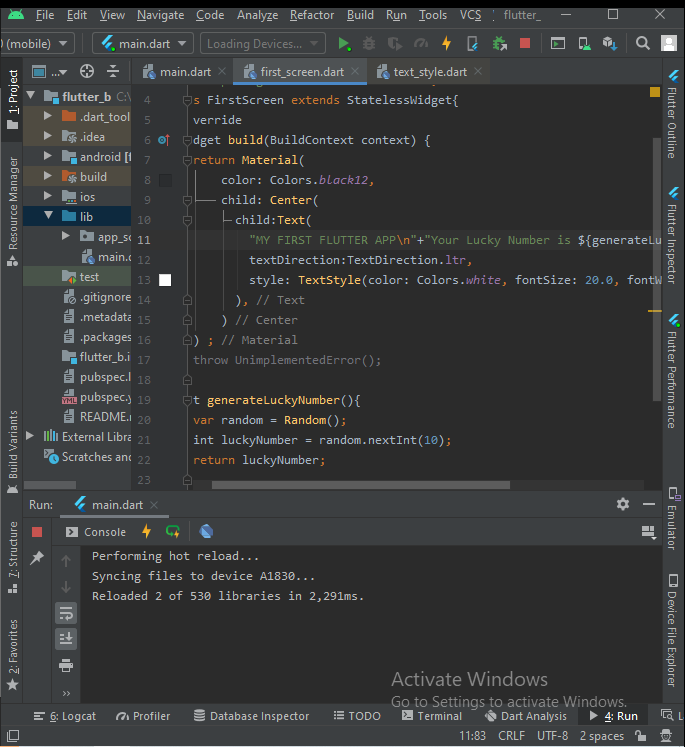 File Edit View Navigate Code Analyze Refactor Build Run Tools VCS flutter_
(mobile) main.dart Loading Devices...
main.dart first_screen.dart text_style.dart
1: Project
Resource Manager
Build Variants
7: Structure
2: Favorites
flutter_b C:\
.dart_tool
.idea
android [f
build
ios
lib
app_sc
main.d
test
.gitignore
.metadata
.packages
flutter_b.i
pubspec.l
pubspec.y
README.
External Libra
Scratches and
4 s FirstScreen extends StatelessWidget{
5 verride
6 dget build(BuildContext context) {
7 return Material(
8 color: Colors.black12,
9 child: Center(
10 child:Text(
11 "MY FIRST FLUTTER APP\n"+"Your Lucky Number is ${generateLu
12 textDirection:TextDirection.ltr,
13 style: TextStyle(color: Colors.white, fontSize: 20.0, fontW
14 ), // Text
15 ) // Center
16 ) ; // Material
17 throw UnimplementedError();
18
19 t generateLuckyNumber(){
20 var random = Random();
21 int luckyNumber = random.nextInt(10);
22 return luckyNumber;
23
Flutter Outline
Flutter Inspector
Flutter Performance
Emulator
Device File Explorer
Run: main.dart
Console
Performing hot reload...
Syncing files to device A1830...
Reloaded 2 of 530 libraries in 2,291ms.
Activate Windows
Go to Settings to activate Windows.
6: Logcat Profiler Database Inspector TODO Terminal Dart Analysis 4: Run L
11:83 CRLF UTF-8 2 spaces